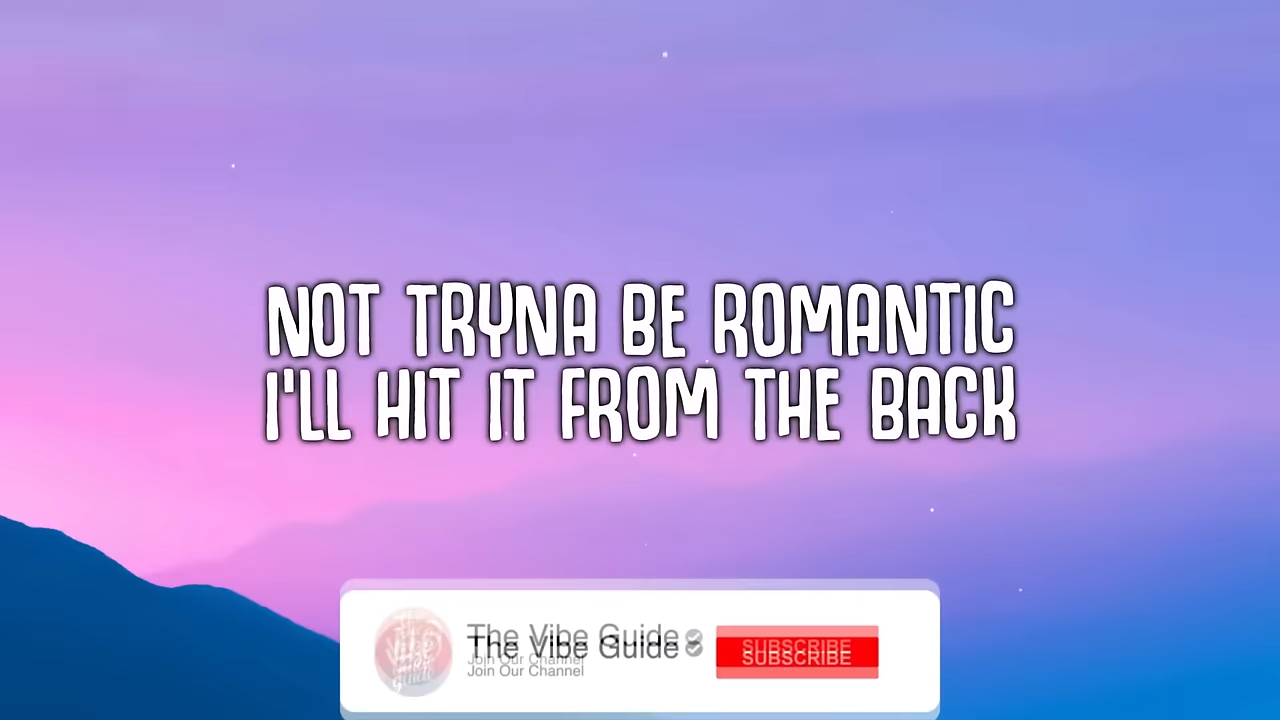 NOT TRYNA BE ROMANTIC
I'LL HIT IT FROM THE BACK
The Vibe Guide
Join Our Channel
SUBSCRIBE